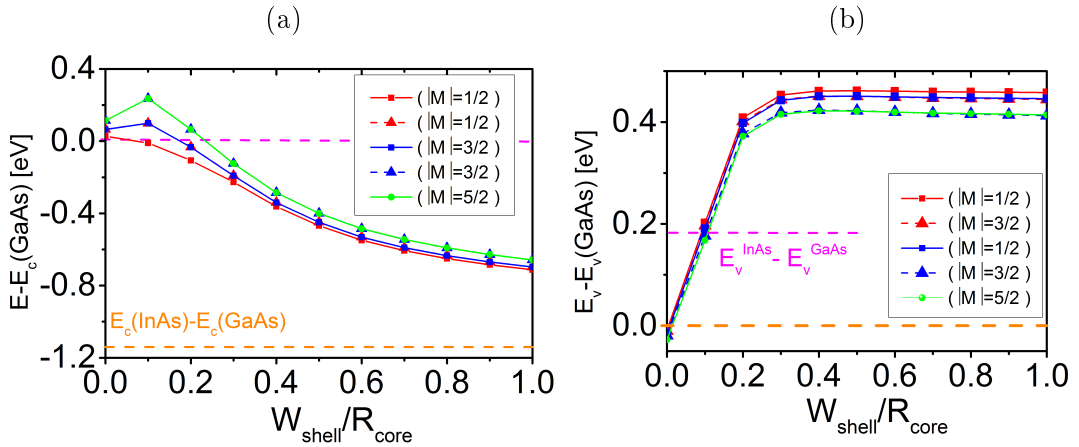 (a)
0.4
0.0
-0.4
-0.8
-1.2
E-E_c(GaAs) [eV]
( |M|=1/2 )
( |M|=1/2 )
( |M|=3/2 )
( |M|=3/2 )
( |M|=5/2 )
E_c(InAs)-E_c(GaAs)
0.0 0.2 0.4 0.6 0.8 1.0
W_shell/R_core
(b)
0.4
0.2
0.0
E_v-E_v(GaAs) [eV]
( |M|=1/2 )
( |M|=3/2 )
( |M|=1/2 )
( |M|=3/2 )
( |M|=5/2 )
E_v^InAs - E_v^GaAs
0.0 0.2 0.4 0.6 0.8 1.0
W_shell/R_core